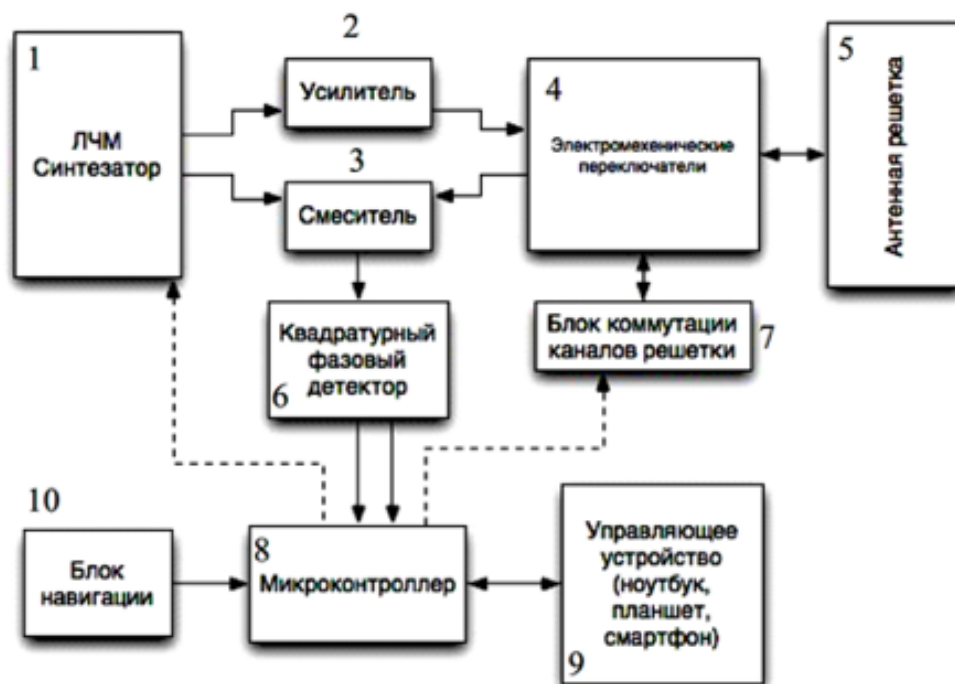 1
ЛЧМ
Синтезатор
2
Усилитель
3
Смеситель
4
Электромехенические
переключатели
5
Антенная решетка
Квадратурный
фазовый
детектор
6
Блок коммутации
каналов решетки
7
10
Блок
навигации
8
Микроконтроллер
Управляющее
устройство
(ноутбук,
планшет,
смартфон)
9